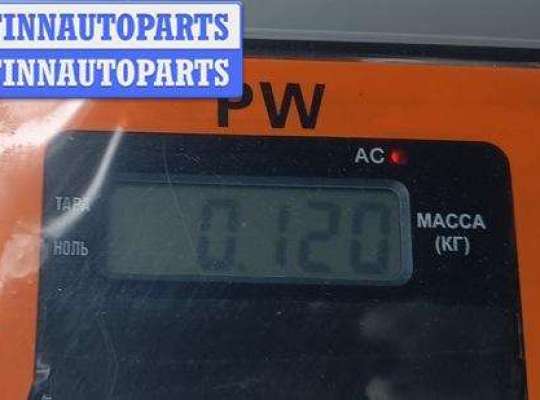 FINNAUTOPARTS
FINNAUTOPARTS
PW
AC
ТАРА
0.120
МАССА
НОЛЬ
(КГ)